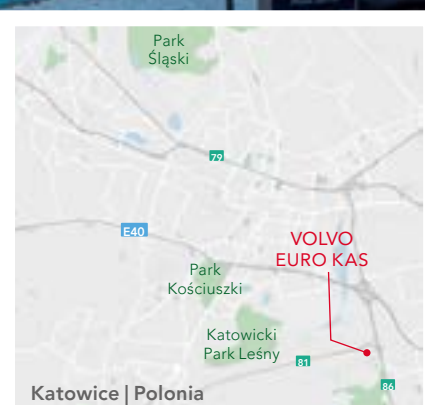 Park
Śląski
79
E40
VOLVO
EURO KAS
Park
Kościuszki
Katowicki
Park Leśny
81
86
Katowice | Polonia